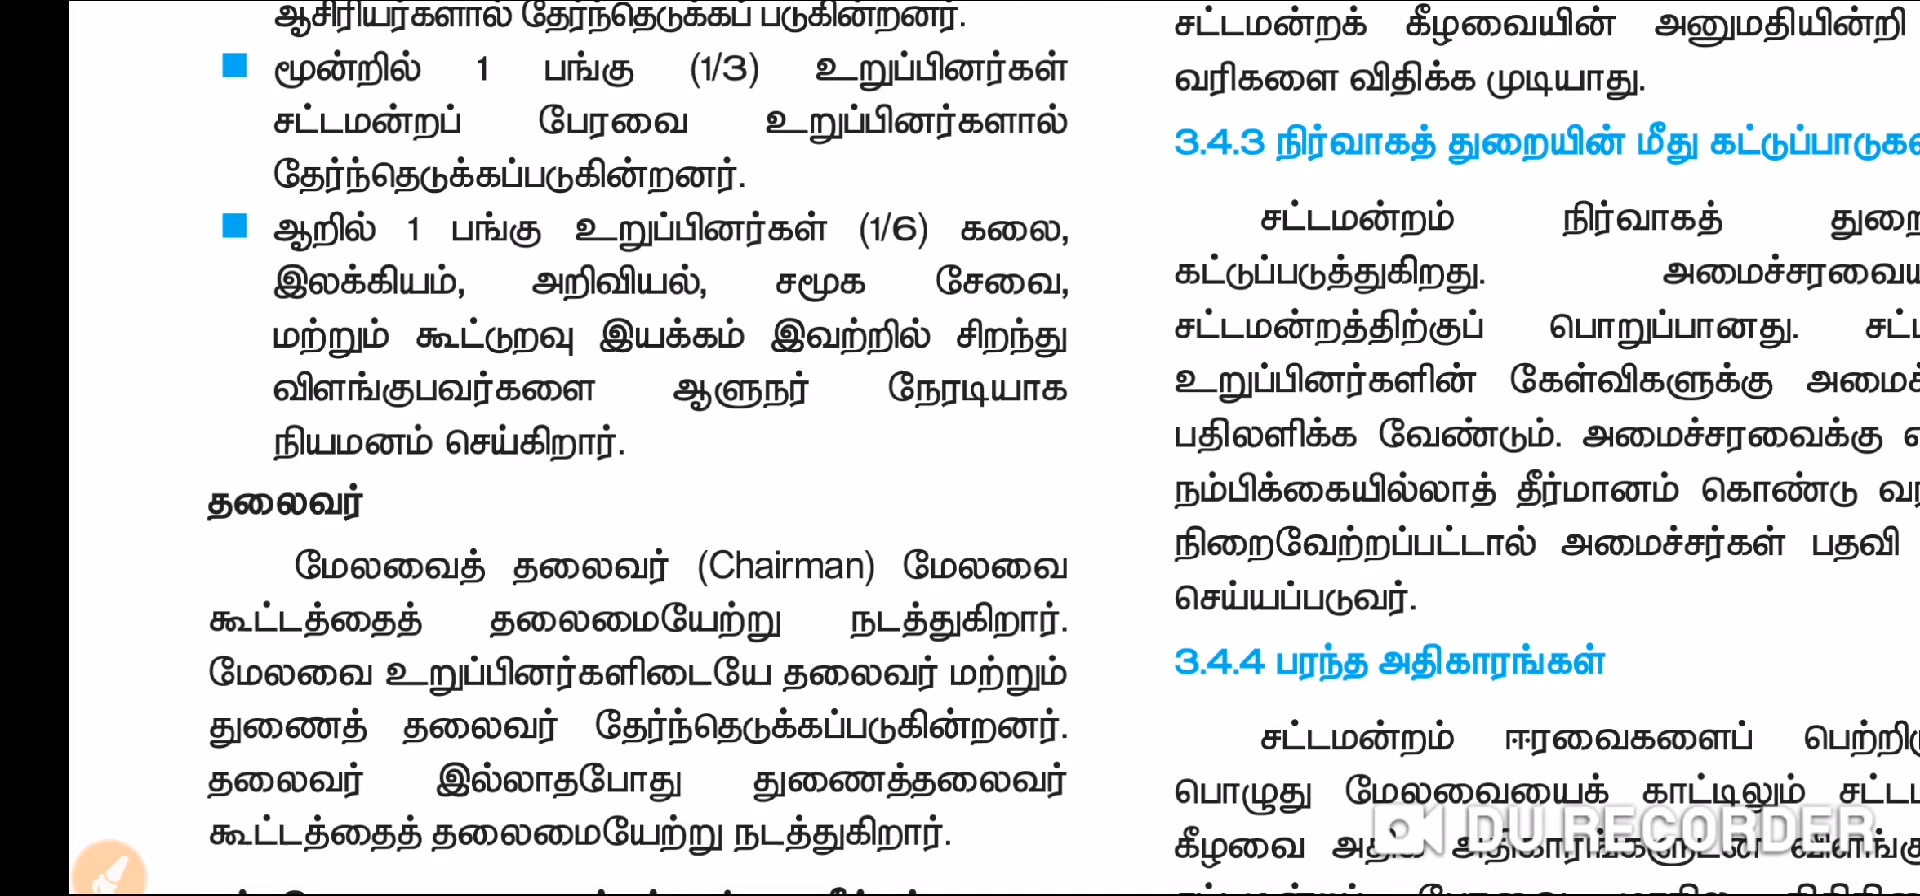 ஆசிரியர்களால் தேர்ந்தெடுக்கப் படுகின்றனர்.
மூன்றில் 1 பங்கு (1/3) உறுப்பினர்கள்
சட்டமன்றப் பேரவை உறுப்பினர்களால்
தேர்ந்தெடுக்கப்படுகின்றனர்.
ஆறில் 1 பங்கு உறுப்பினர்கள் (1/6) கலை,
இலக்கியம், அறிவியல், சமூக சேவை,
மற்றும் கூட்டுறவு இயக்கம் இவற்றில் சிறந்து
விளங்குபவர்களை ஆளுநர் நேரடியாக
நியமனம் செய்கிறார்.
தலைவர்
மேலவைத் தலைவர் (Chairman) மேலவை
கூட்டத்தைத் தலைமையேற்று நடத்துகிறார்.
மேலவை உறுப்பினர்களிடையே தலைவர் மற்றும்
துணைத் தலைவர் தேர்ந்தெடுக்கப்படுகின்றனர்.
தலைவர் இல்லாதபோது துணைத்தலைவர்
கூட்டத்தைத் தலைமையேற்று நடத்துகிறார்.
சட்டமன்றக் கீழவையின் அனுமதியின்றி
வரிகளை விதிக்க முடியாது.
3.4.3 நிர்வாகத் துறையின் மீது
சட்டமன்றம் நிர்வாகத்
கட்டுப்படுத்துகிறது.
சட்டமன்றத்திற்குப் பொறுப்பானது.
உறுப்பினர்களின் கேள்விகளுக்கு
பதிலளிக்க வேண்டும். அமைச்சரவைக்கு
நம்பிக்கையில்லாத் தீர்மானம் கொண்டு
நிறைவேற்றப்பட்டால் அமைச்சர்கள் பதவி
செய்யப்படுவர்.
3.4.4 பரந்த அதிகாரங்கள்
சட்டமன்றம் ஈரவைகளைப்
பொழுது மேலவையைக் காட்டிலும்
கீழவை
DU RECORDER